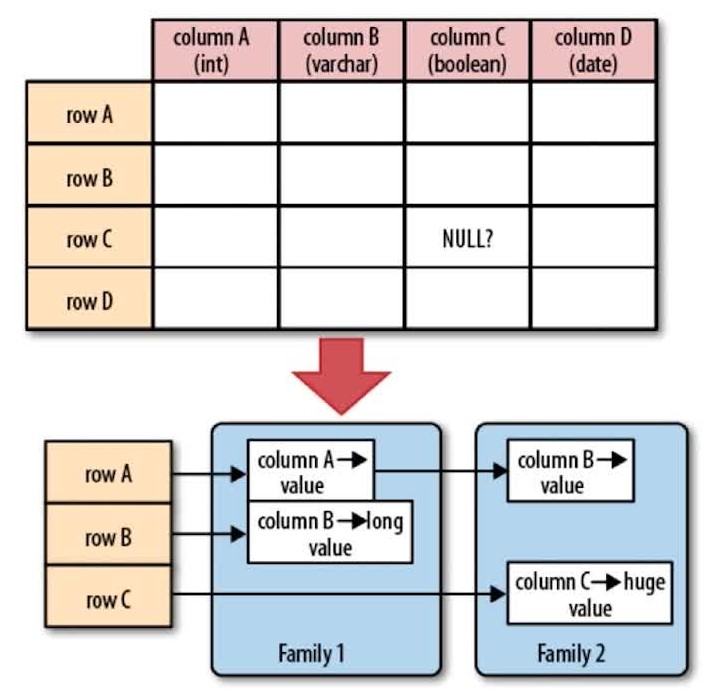 column A
(int)
column B
(varchar)
column C
(boolean)
column D
(date)
row A
row B
row C
NULL?
row D
row A
column A→
value
column B→
value
row B
column B→long
value
row C
column C→huge
value
Family 1
Family 2